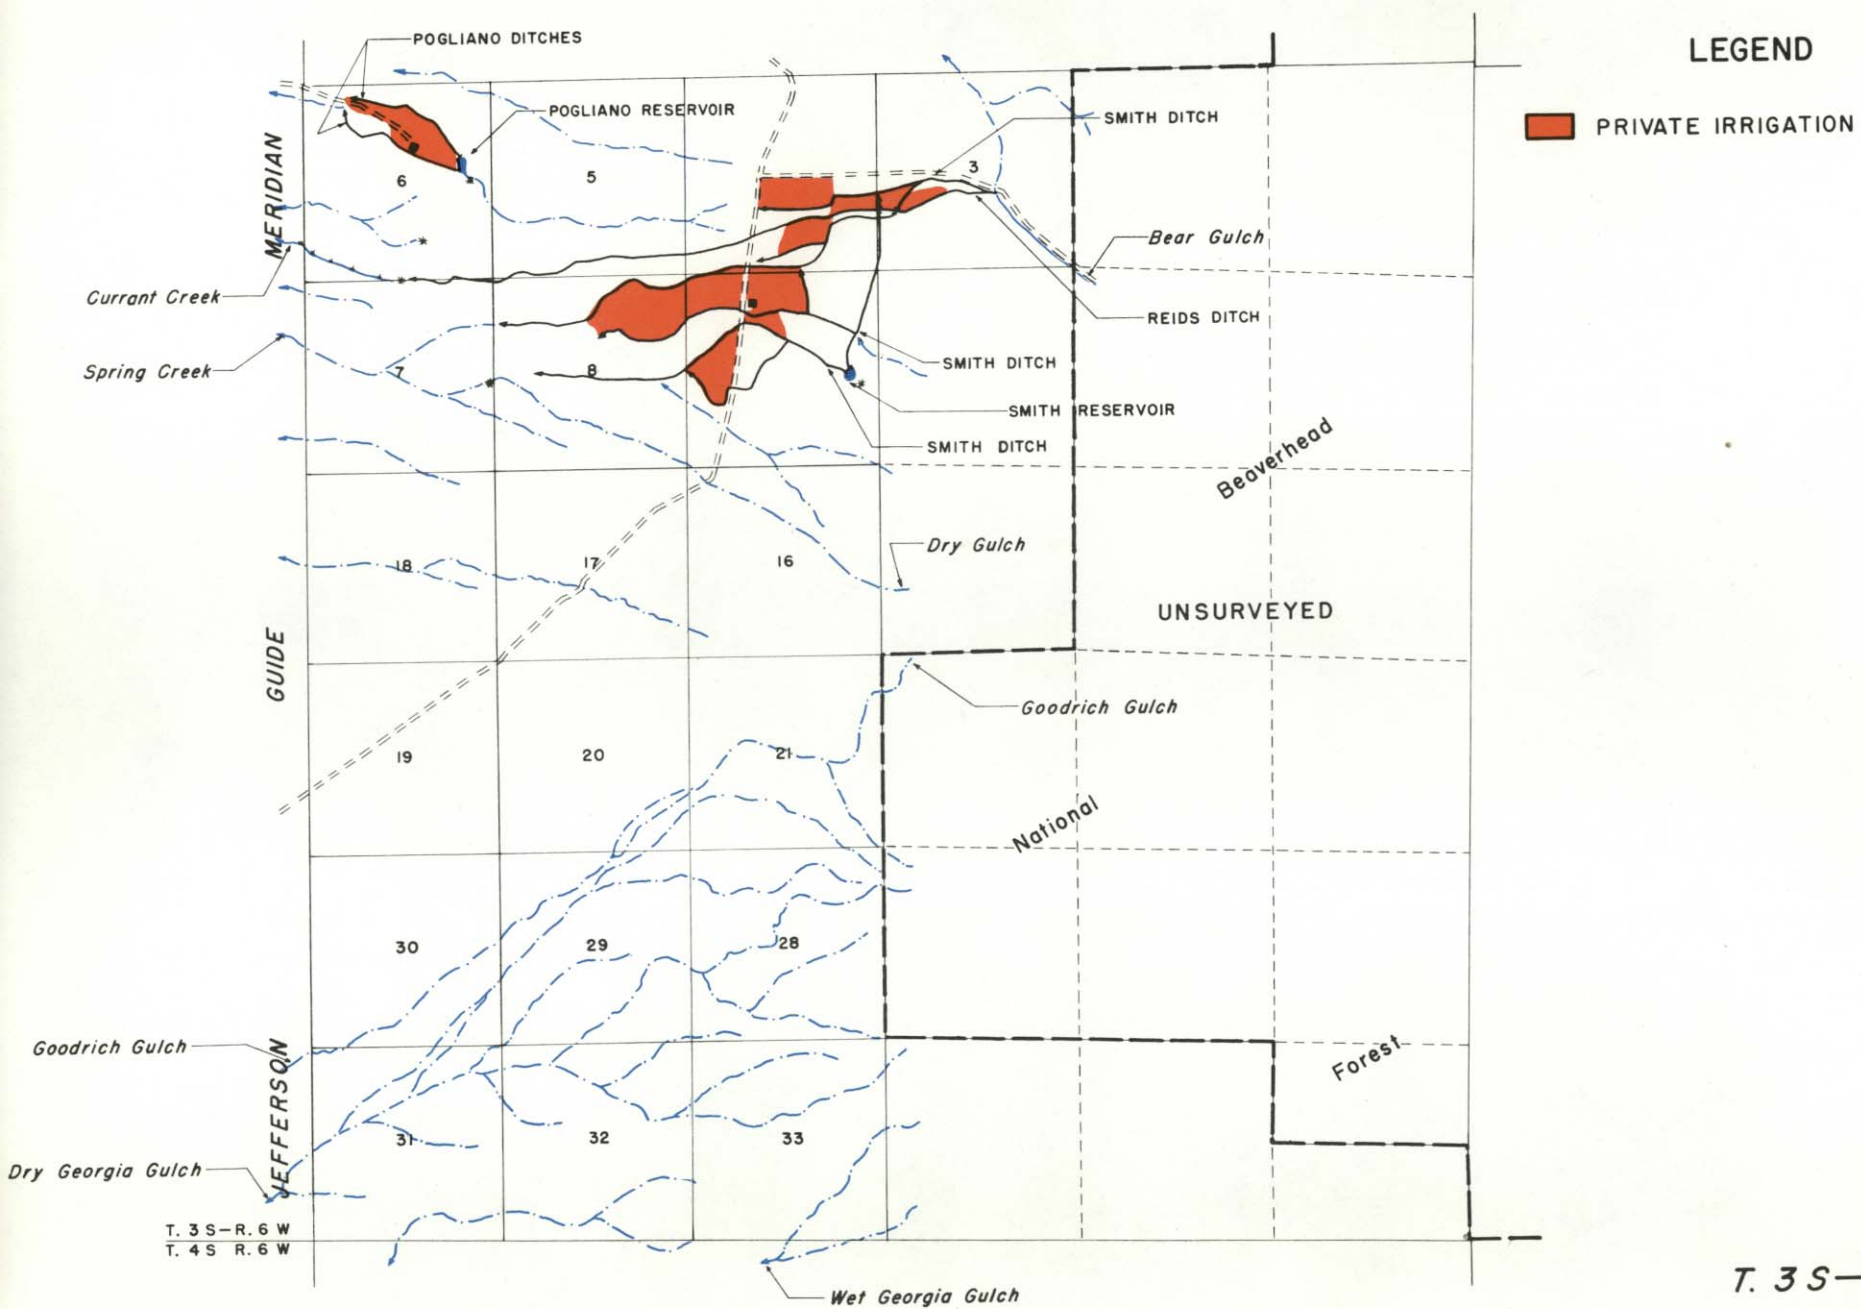 POGLIANO DITCHES
LEGEND
POGLIANO RESERVOIR
SMITH DITCH
PRIVATE IRRIGATION
MERIDIAN
6
5
3
Bear Gulch
Currant Creek
REIDS DITCH
Spring Creek
7
8
SMITH DITCH
SMITH RESERVOIR
SMITH DITCH
Beaverhead
18
17
16
Dry Gulch
UNSURVEYED
GUIDE
Goodrich Gulch
19
20
21
National
30
29
28
Goodrich Gulch
Forest
JEFFERSON
31
32
33
Dry Georgia Gulch
T. 3 S–R. 6 W
T. 4 S R. 6 W
Wet Georgia Gulch
T. 3 S–